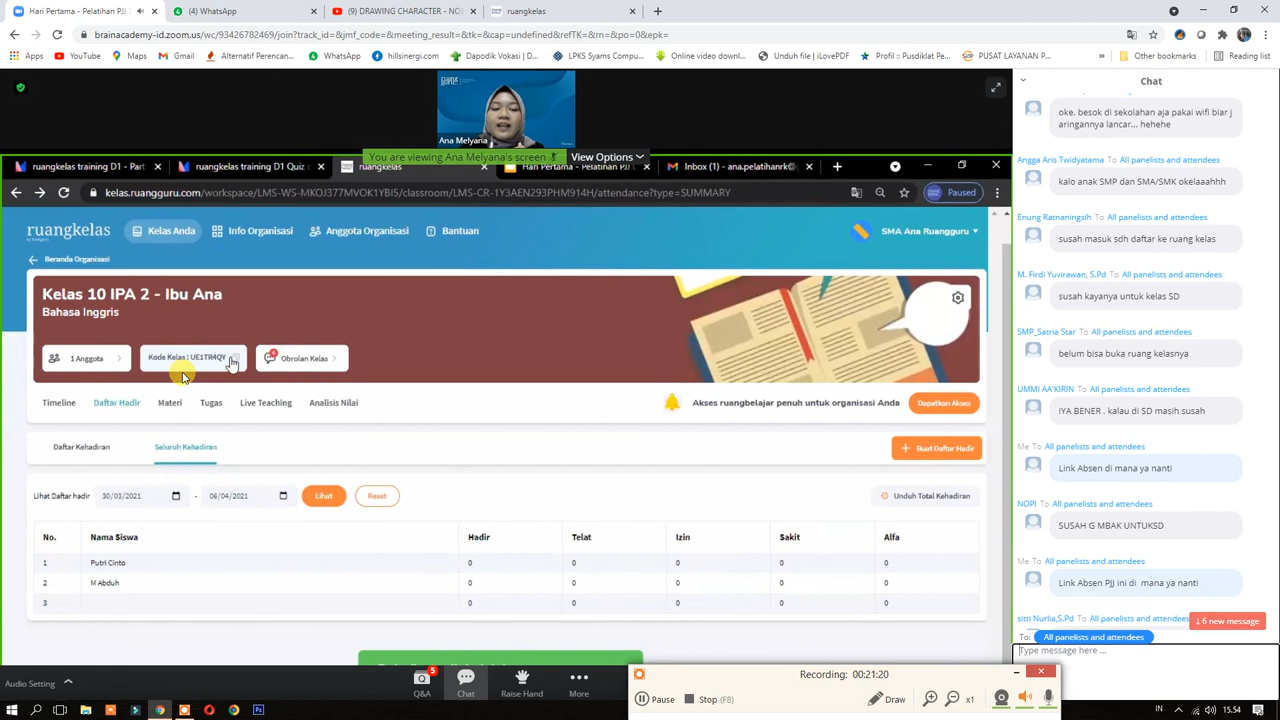 Hari Pertama - Pelatihan PJJ
(4) WhatsApp
(9) DRAWING CHARACTER - NOS
ruangkelas
brainacademy-id.zoom.us/wc/93426782469/join?track_id=&jmf_code=&meeting_result=&tk=&cap=undefined&refTK=&rn=&po=0&epk=
Apps
YouTube
Maps
Gmail
Alternatif Perencan...
WhatsApp
hillsinergi.com
Dapodik Vokasi | D...
LPKS Syams Comput...
Online video downl...
Unduh file | iLovePDF
Profil :: Pusdiklat Per...
PUSAT LAYANAN P...
Other bookmarks
Reading list
Ana Melyana
You are viewing Ana Melyana's screen
View Options
ruangkelas training D1 - Part
ruangkelas training D1 Quiz
ruangkelas
Hari Pertama - Pelatihan PJJ
Inbox (1) - ana.pelatihanrk@
kelas.ruangguru.com/workspace/LMS-WS-MKOJ377MVOK1YBI5/classroom/LMS-CR-1Y3AEN293PHM914H/attendance?type=SUMMARY
Paused
ruangkelas
by ruangguru
Kelas Anda
Info Organisasi
Anggota Organisasi
Bantuan
SMA Ana Ruangguru
Beranda Organisasi
Kelas 10 IPA 2 - Ibu Ana
Bahasa Inggris
1 Anggota
Kode Kelas : UE1TR4QY
Obrolan Kelas
Timeline
Daftar Hadir
Materi
Tugas
Live Teaching
Analisis Nilai
Akses ruangbelajar penuh untuk organisasi Anda
Dapatkan Akses
Daftar Kehadiran
Seluruh Kehadiran
+ Buat Daftar Hadir
Lihat Daftar hadir
30/03/2021
-
06/04/2021
Lihat
Reset
Unduh Total Kehadiran
No. Nama Siswa Hadir Telat Izin Sakit Alfa
1 Putri Cinto 0 0 0 0 0
2 M Abduh 0 0 0 0 0
3 0 0 0 0 0
Chat
oke. besok di sekolahan aja pakai wifi biar j
aringannya lancar... hehehe
Angga Aris Twidyatama To All panelists and attendees
kalo anak SMP dan SMA/SMK okelaaahhh
Enung Ratnaningsih To All panelists and attendees
susah masuk sdh daftar ke ruang kelas
M. Firdi Yuvirawan, S.Pd To All panelists and attendees
susah kayanya untuk kelas SD
SMP_Satria Star To All panelists and attendees
belum bisa buka ruang kelasnya
UMMI AA'KIRIN To All panelists and attendees
IYA BENER . kalau di SD masih susah
Me To All panelists and attendees
Link Absen di mana ya nanti
NOPI To All panelists and attendees
SUSAH G MBAK UNTUKSD
Me To All panelists and attendees
Link Absen PJJ ini di mana ya nanti
sitti Nurlia,S.Pd To All panelists and attendees
6 new message
To: All panelists and attendees
Type message here ...
Audio Setting
5
Q&A
Chat
Raise Hand
More
Recording: 00:21:20
Pause
Stop (F8)
Draw
x1
IN
15.54